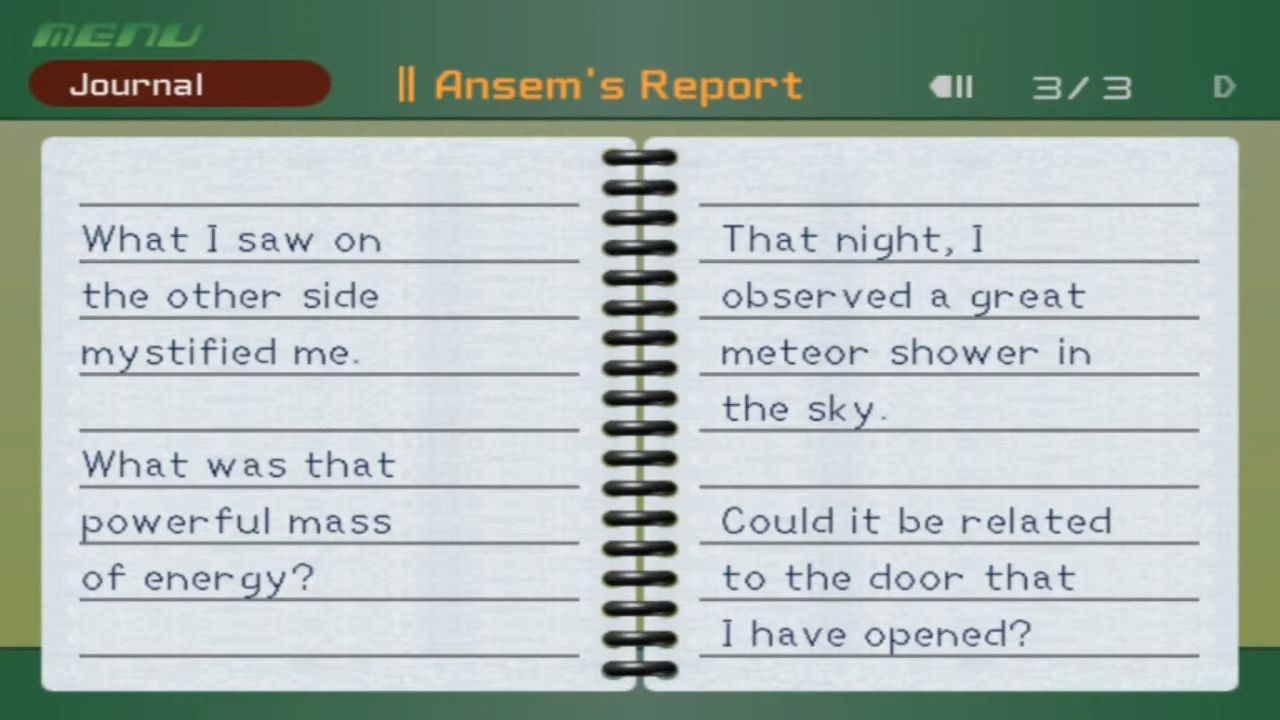 MENU
Journal
Ansem's Report
3/3
What I saw on
the other side
mystified me.
What was that
powerful mass
of energy?
That night, I
observed a great
meteor shower in
the sky.
Could it be related
to the door that
I have opened?